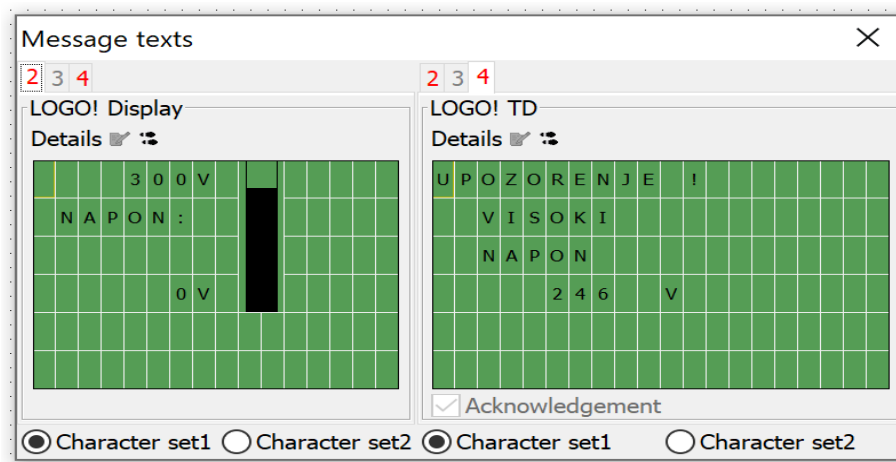 Message texts
2 3 4
2 3 4
LOGO! Display
LOGO! TD
Details
Details
300V
NAPON:
0V
UPOZORENJE !
VISOKI
NAPON
246 V
Acknowledgement
Character set1 Character set2
Character set1 Character set2